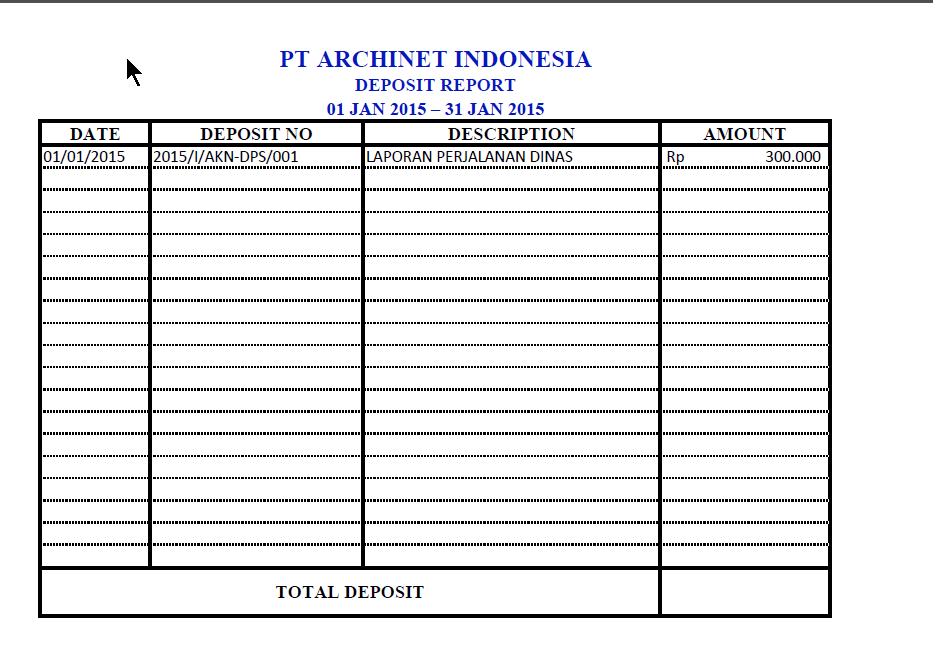 PT ARCHINET INDONESIA
DEPOSIT REPORT
01 JAN 2015 – 31 JAN 2015
DATE DEPOSIT NO DESCRIPTION AMOUNT
01/01/2015 2015/I/AKN-DPS/001 LAPORAN PERJALANAN DINAS Rp 300.000
TOTAL DEPOSIT